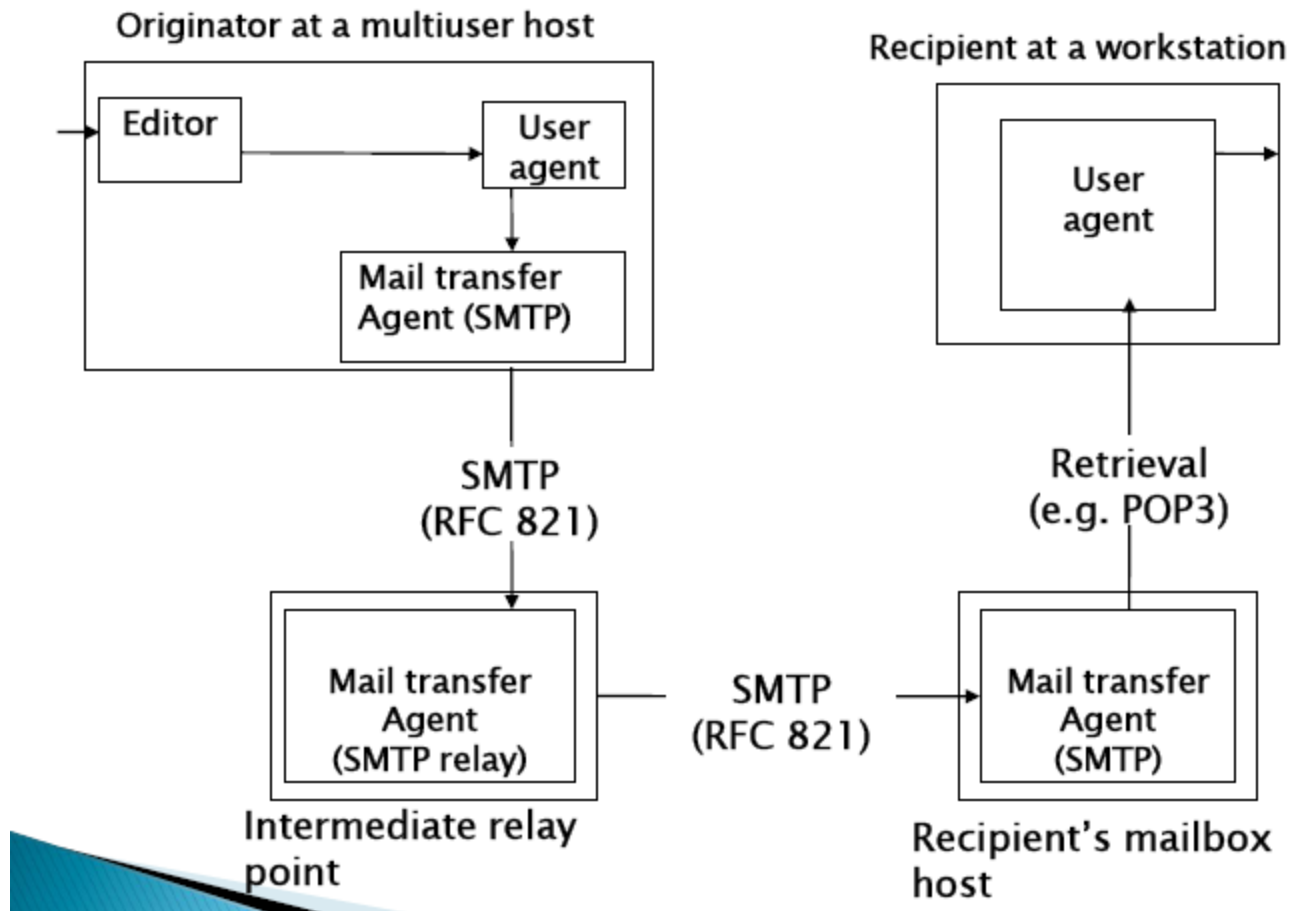 Originator at a multiuser host
Recipient at a workstation
Editor
User
agent
Mail transfer
Agent (SMTP)
User
agent
SMTP
(RFC 821)
Retrieval
(e.g. POP3)
Mail transfer
Agent
(SMTP relay)
SMTP
(RFC 821)
Mail transfer
Agent
(SMTP)
Intermediate relay
point
Recipient’s mailbox
host